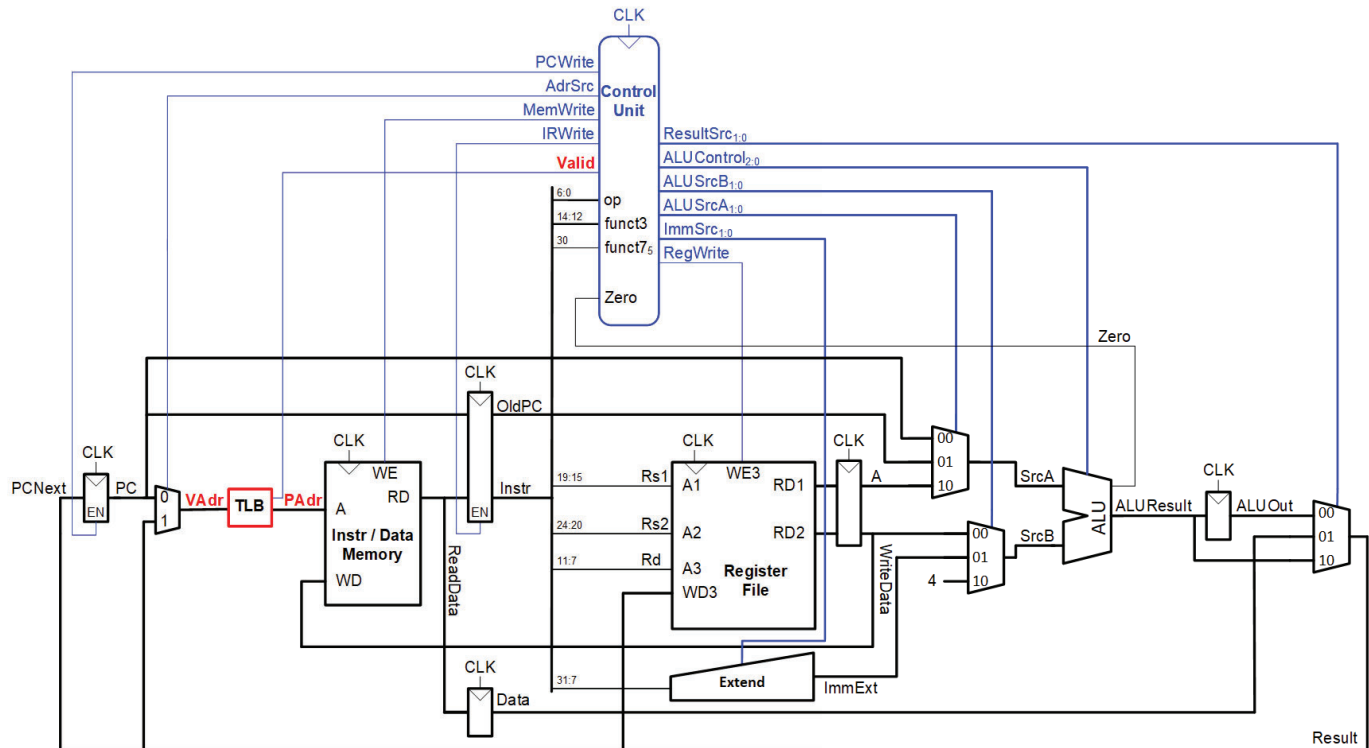 CLK
PCWrite
AdrSrc
MemWrite
IRWrite
Valid
Control
Unit
ResultSrc1:0
ALUControl2:0
ALUSrcB1:0
ALUSrcA1:0
ImmSrc1:0
RegWrite
6:0
op
14:12
funct3
30
funct75
Zero
Zero
CLK
OldPC
CLK
PCNext
PC
EN
0
1
VAdr
TLB
PAdr
CLK
WE
A
RD
Instr / Data
Memory
WD
ReadData
EN
Instr
19:15
Rs1
24:20
Rs2
11:7
Rd
CLK
WE3
A1
RD1
A2
RD2
A3
WD3
Register
File
CLK
A
WriteData
00
01
10
SrcA
00
01
10
4
SrcB
ALU
ALUResult
CLK
ALUOut
00
01
10
31:7
Extend
ImmExt
CLK
Data
Result